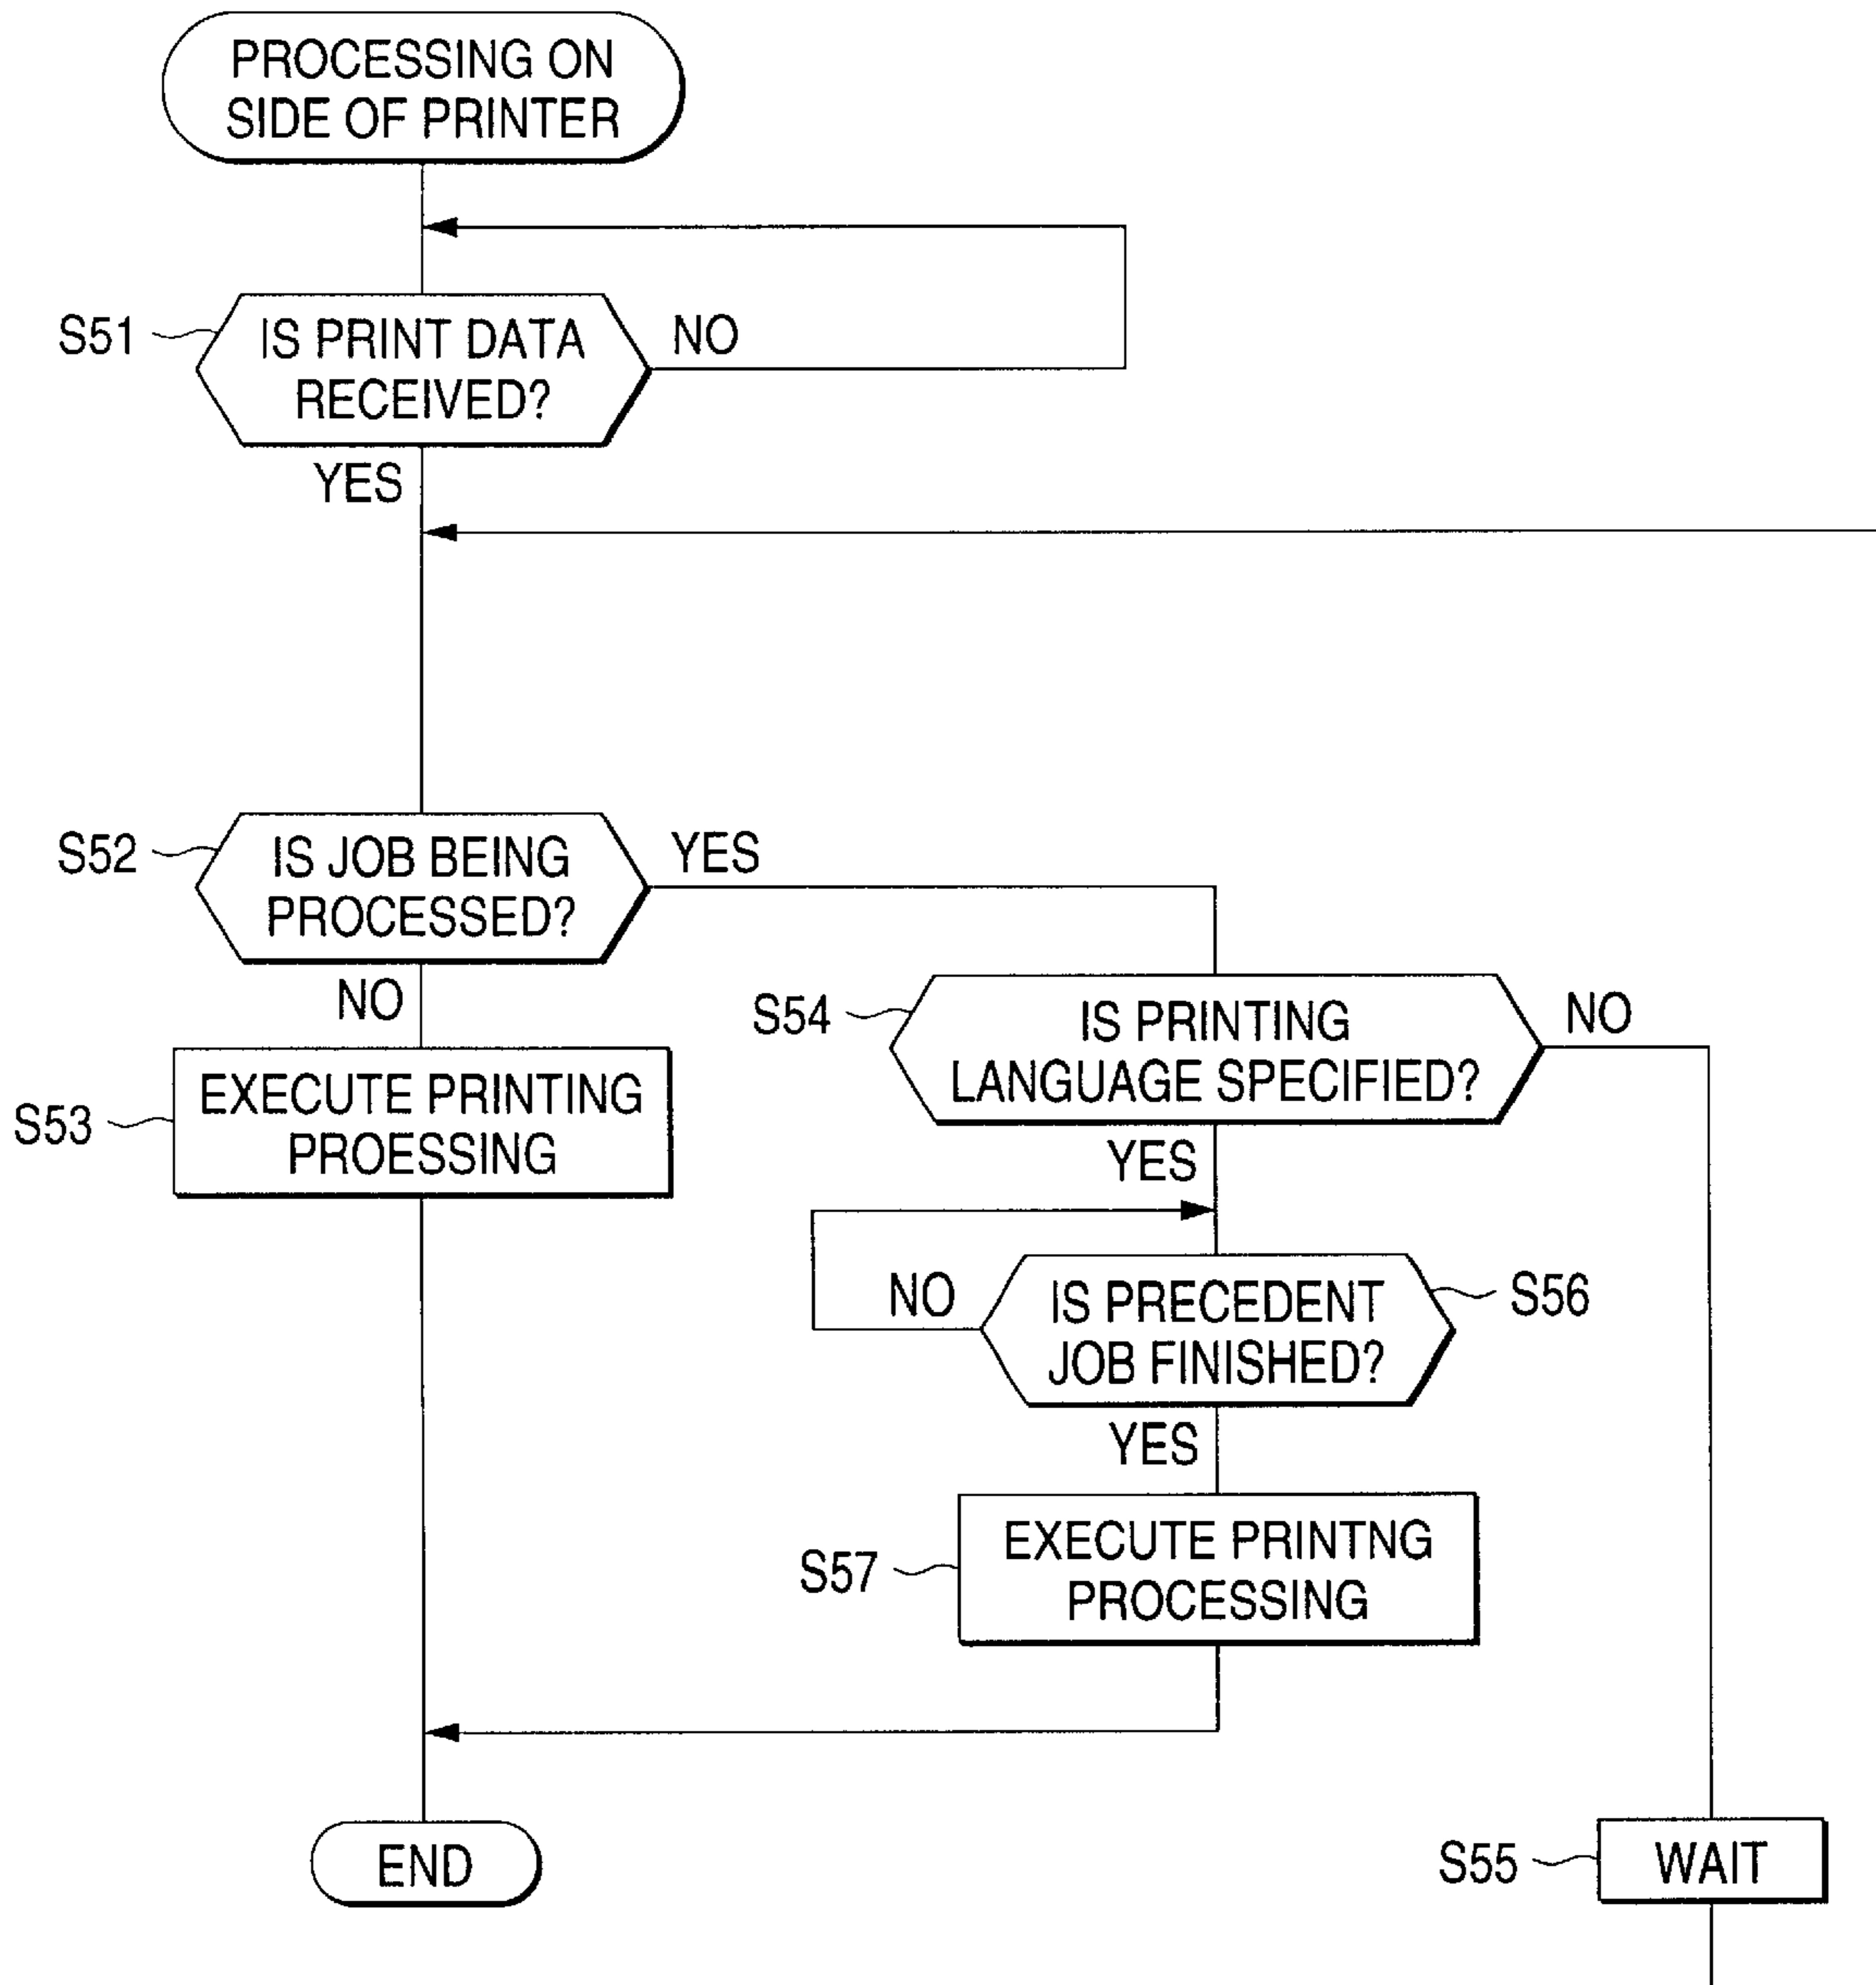 PROCESSING ON
SIDE OF PRINTER
S51
IS PRINT DATA
RECEIVED?
NO
YES
S52
IS JOB BEING
PROCESSED?
YES
NO
S53
EXECUTE PRINTING
PROESSING
S54
IS PRINTING
LANGUAGE SPECIFIED?
NO
YES
NO
IS PRECEDENT
JOB FINISHED?
S56
YES
S57
EXECUTE PRINTNG
PROCESSING
END
S55
WAIT